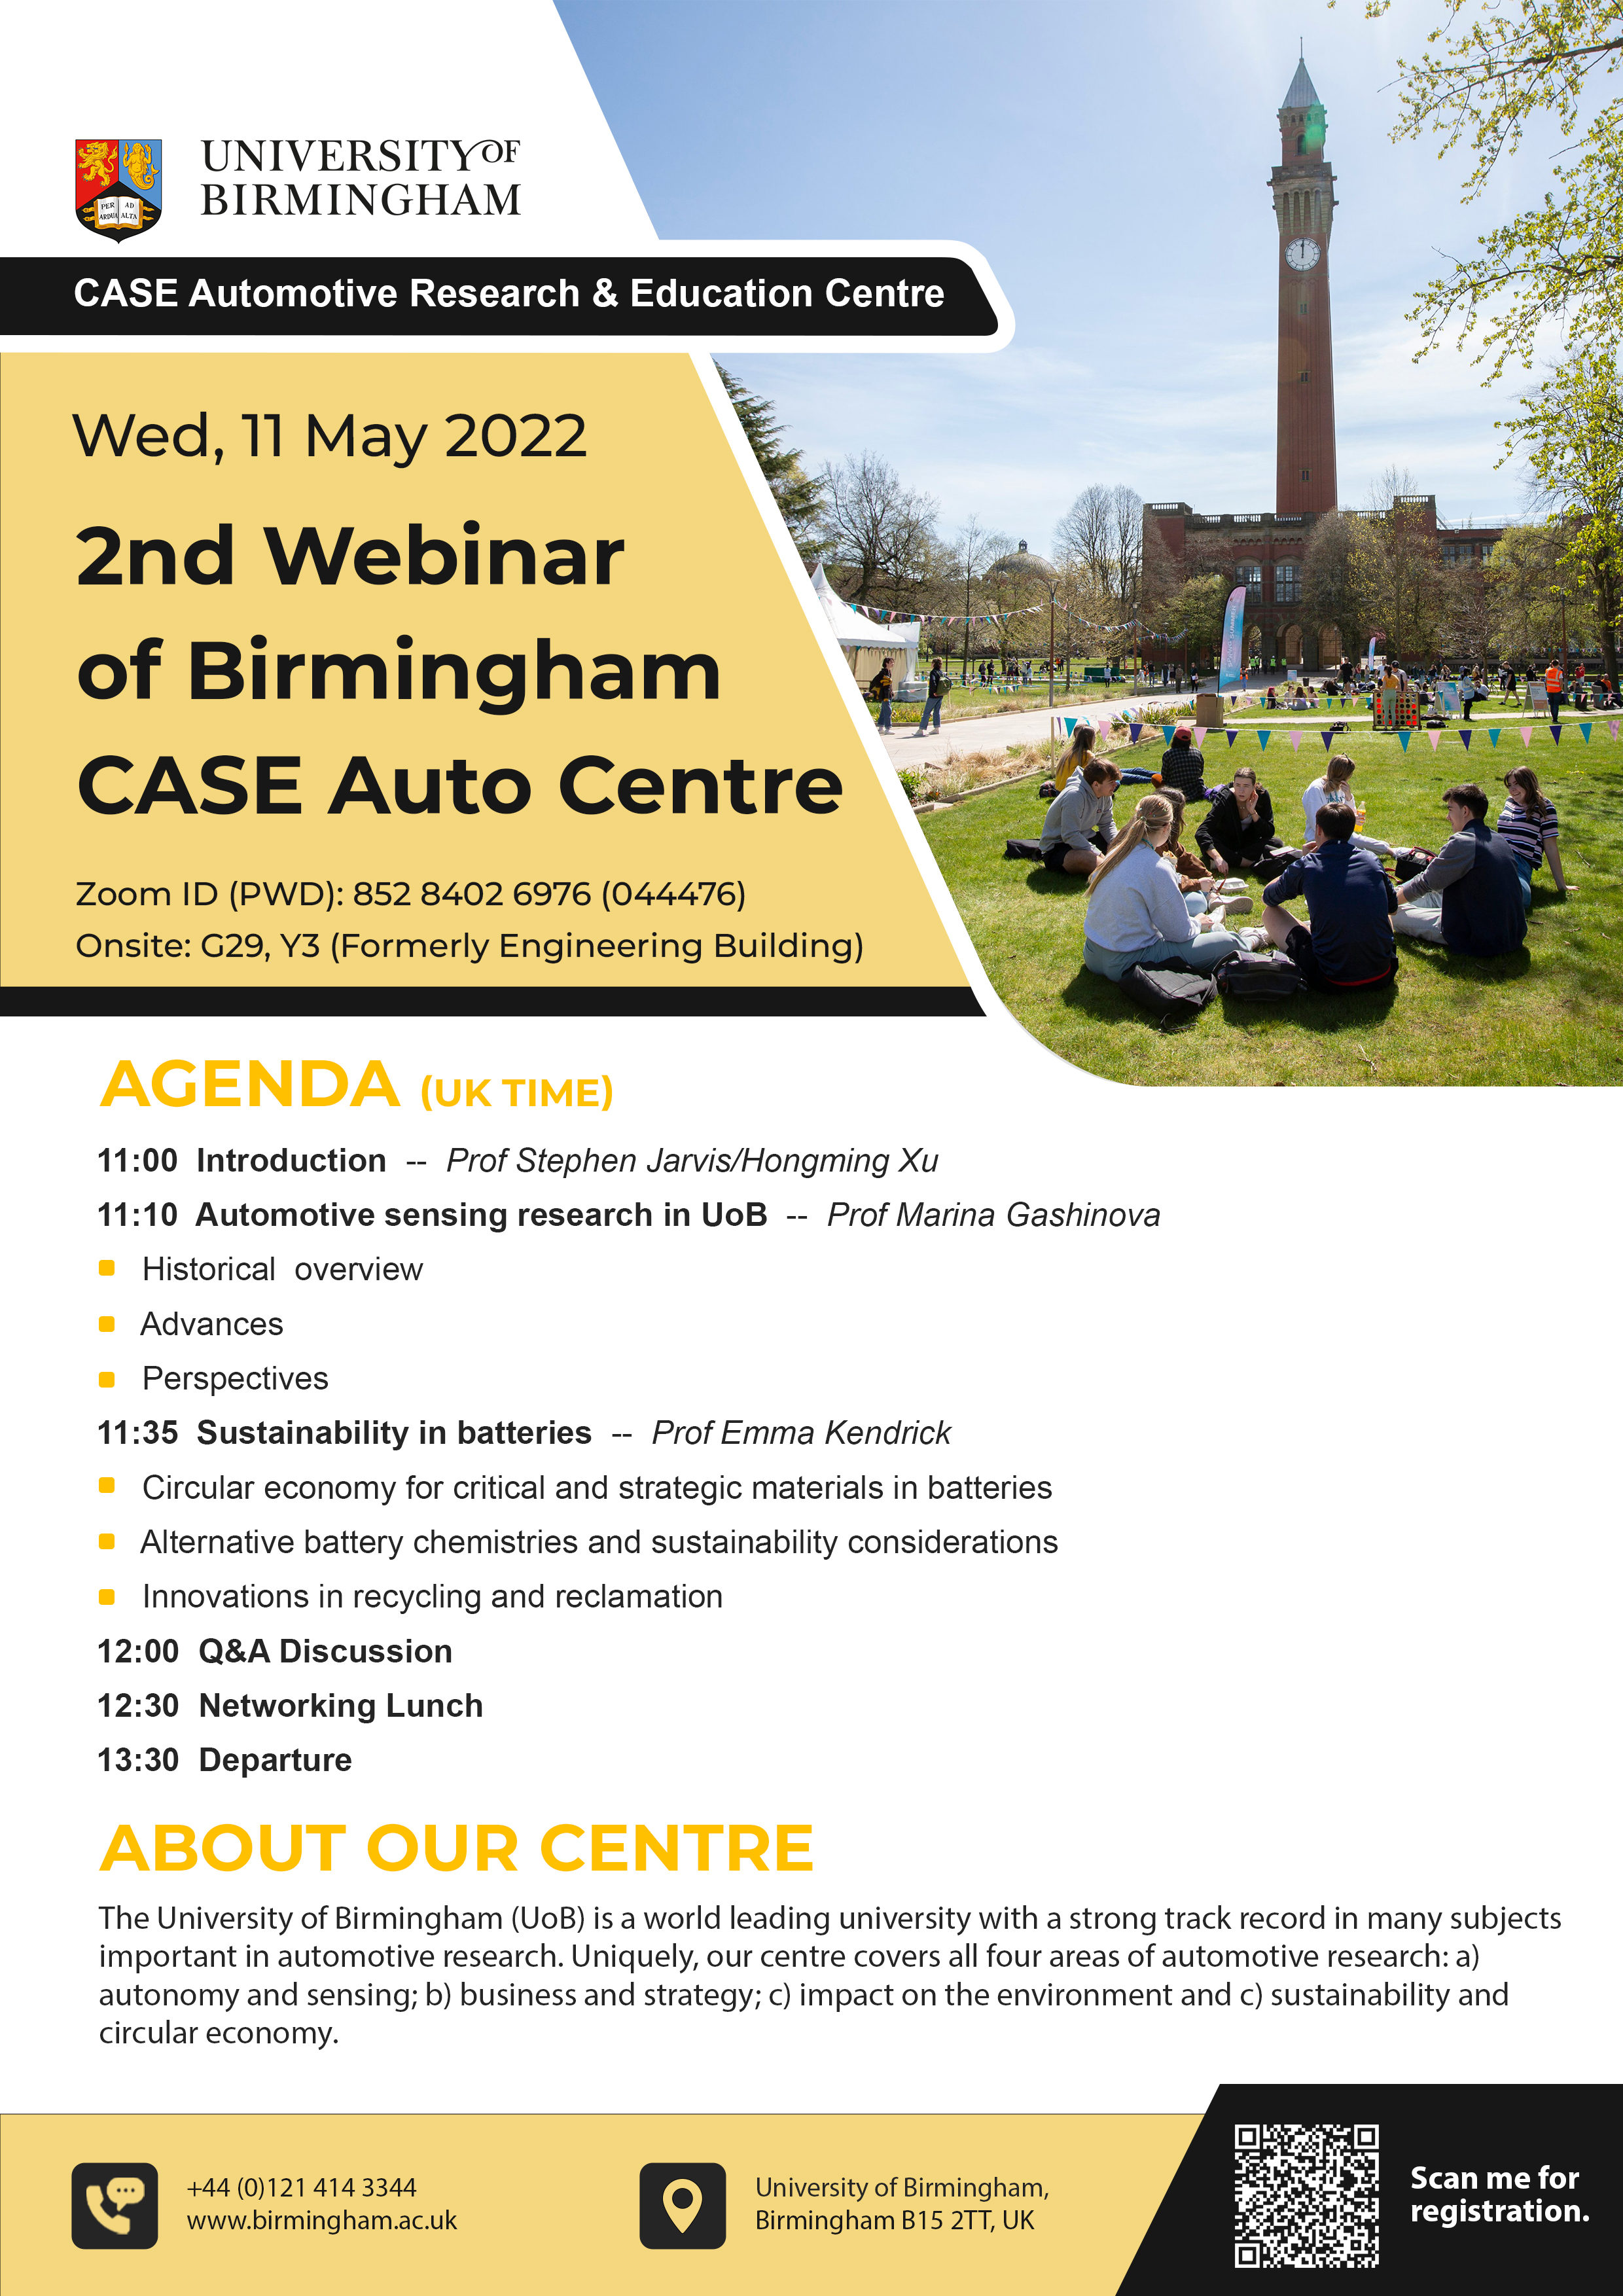 UNIVERSITY OF
BIRMINGHAM
PER AD
ARDUA ALTA
CASE Automotive Research & Education Centre
Wed, 11 May 2022
2nd Webinar
of Birmingham
CASE Auto Centre
Zoom ID (PWD): 852 8402 6976 (044476)
Onsite: G29, Y3 (Formerly Engineering Building)
AGENDA (UK TIME)
11:00 Introduction -- Prof Stephen Jarvis/Hongming Xu
11:10 Automotive sensing research in UoB -- Prof Marina Gashinova
Historical overview
Advances
Perspectives
11:35 Sustainability in batteries -- Prof Emma Kendrick
Circular economy for critical and strategic materials in batteries
Alternative battery chemistries and sustainability considerations
Innovations in recycling and reclamation
12:00 Q&A Discussion
12:30 Networking Lunch
13:30 Departure
ABOUT OUR CENTRE
The University of Birmingham (UoB) is a world leading university with a strong track record in many subjects
important in automotive research. Uniquely, our centre covers all four areas of automotive research: a)
autonomy and sensing; b) business and strategy; c) impact on the environment and c) sustainability and
circular economy.
+44 (0)121 414 3344
www.birmingham.ac.uk
University of Birmingham,
Birmingham B15 2TT, UK
Scan me for
registration.